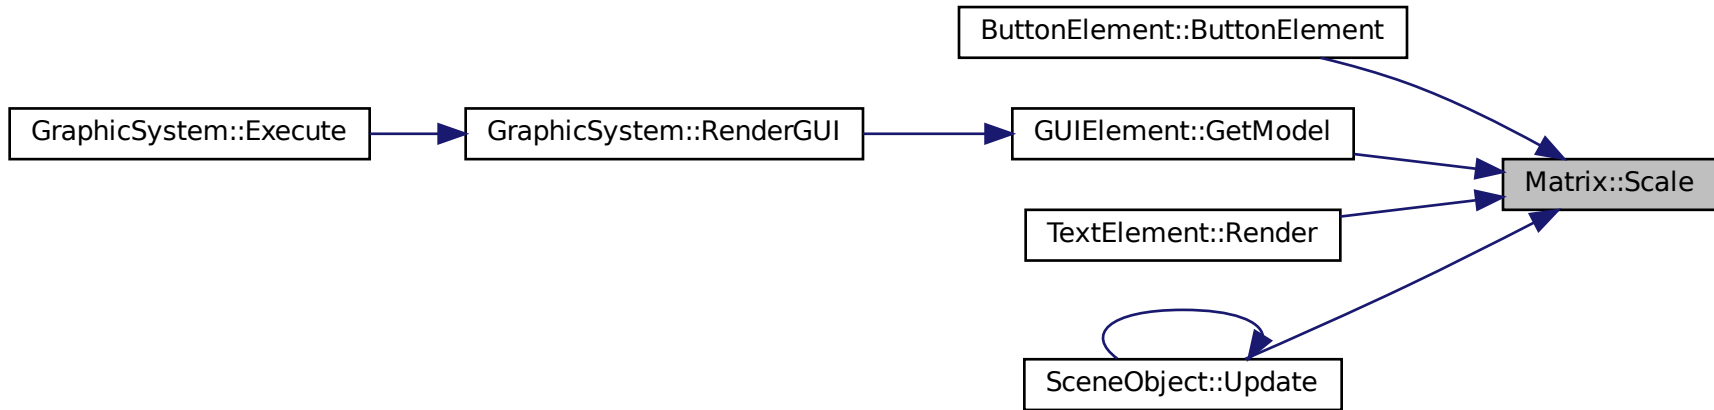 ButtonElement::ButtonElement
GraphicSystem::Execute
GraphicSystem::RenderGUI
GUIElement::GetModel
Matrix::Scale
TextElement::Render
SceneObject::Update